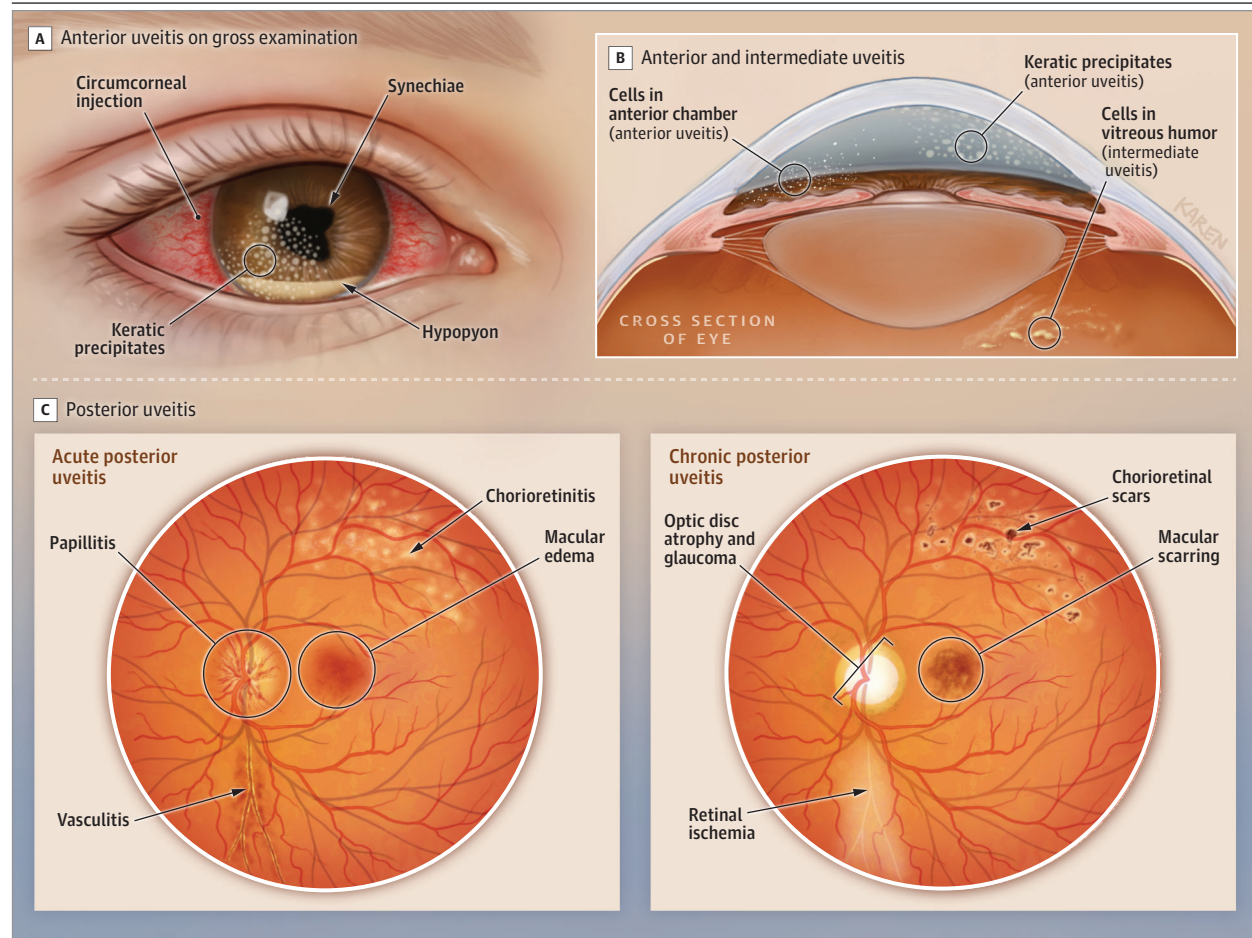 A Anterior uveitis on gross examination
Circumcorneal
injection
Synechiae
Keratic
precipitates
Hypopyon
B Anterior and intermediate uveitis
Cells in
anterior chamber
(anterior uveitis)
Keratic precipitates
(anterior uveitis)
Cells in
vitreous humor
(intermediate
uveitis)
KAREN
CROSS SECTION
OF EYE
C Posterior uveitis
Acute posterior
uveitis
Papillitis
Chorioretinitis
Macular
edema
Vasculitis
Chronic posterior
uveitis
Optic disc
atrophy and
glaucoma
Chorioretinal
scars
Macular
scarring
Retinal
ischemia